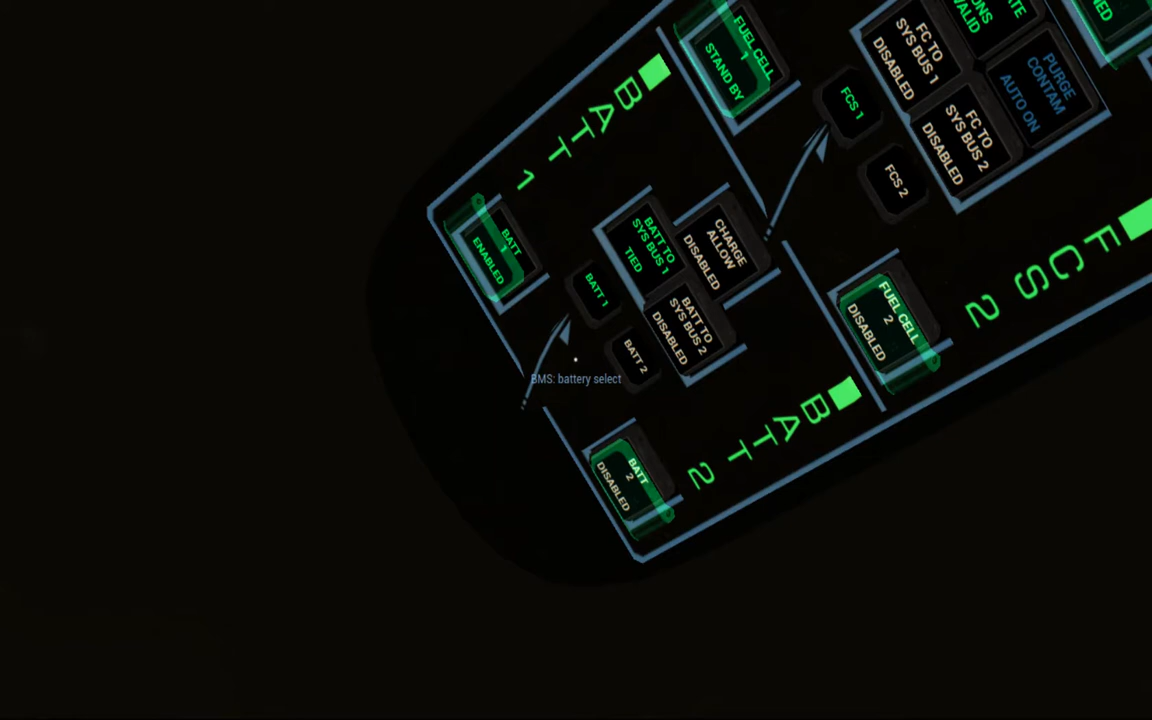 BATT 1
BATT
1
ENABLED
BATT 1
BATT 2
BATT TO
SYS BUS 1
TIED
CHARGE
ALLOW
DISABLED
BATT TO
SYS BUS 2
DISABLED
BMS: battery select
BATT
2
DISABLED
BATT 2
FUEL CELL
1
STAND BY
FCS 1
FCS 2
FC TO
SYS BUS 1
DISABLED
FC TO
SYS BUS 2
DISABLED
PURGE
CONTAM
AUTO ON
VALID
FUEL CELL
2
DISABLED
FCS 2